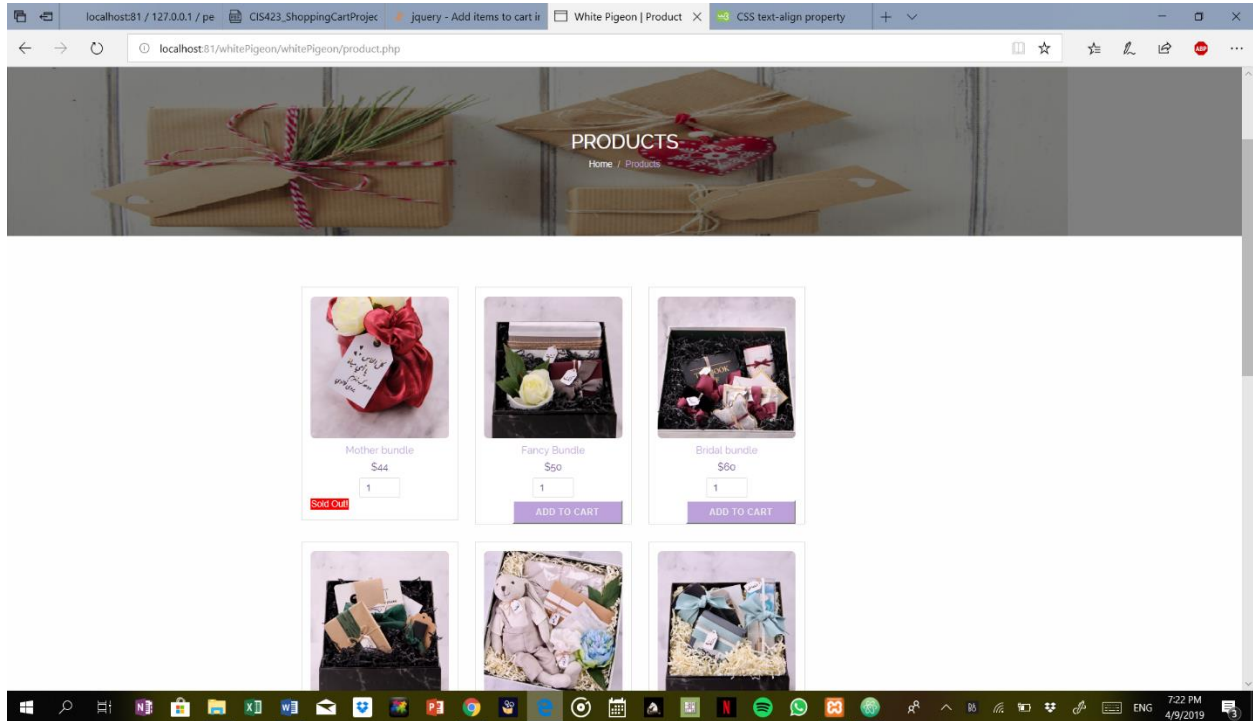 localhost:81 / 127.0.0.1 / pe
CIS423_ShoppingCartProjec
jquery - Add items to cart ir
White Pigeon | Product
CSS text-align property
localhost:81/whitePigeon/whitePigeon/product.php
PRODUCTS
Home / Products
Mother bundle
$44
1
Sold Out!
Fancy Bundle
$50
1
ADD TO CART
Bridal bundle
$60
1
ADD TO CART
ENG
7:22 PM
4/9/2019